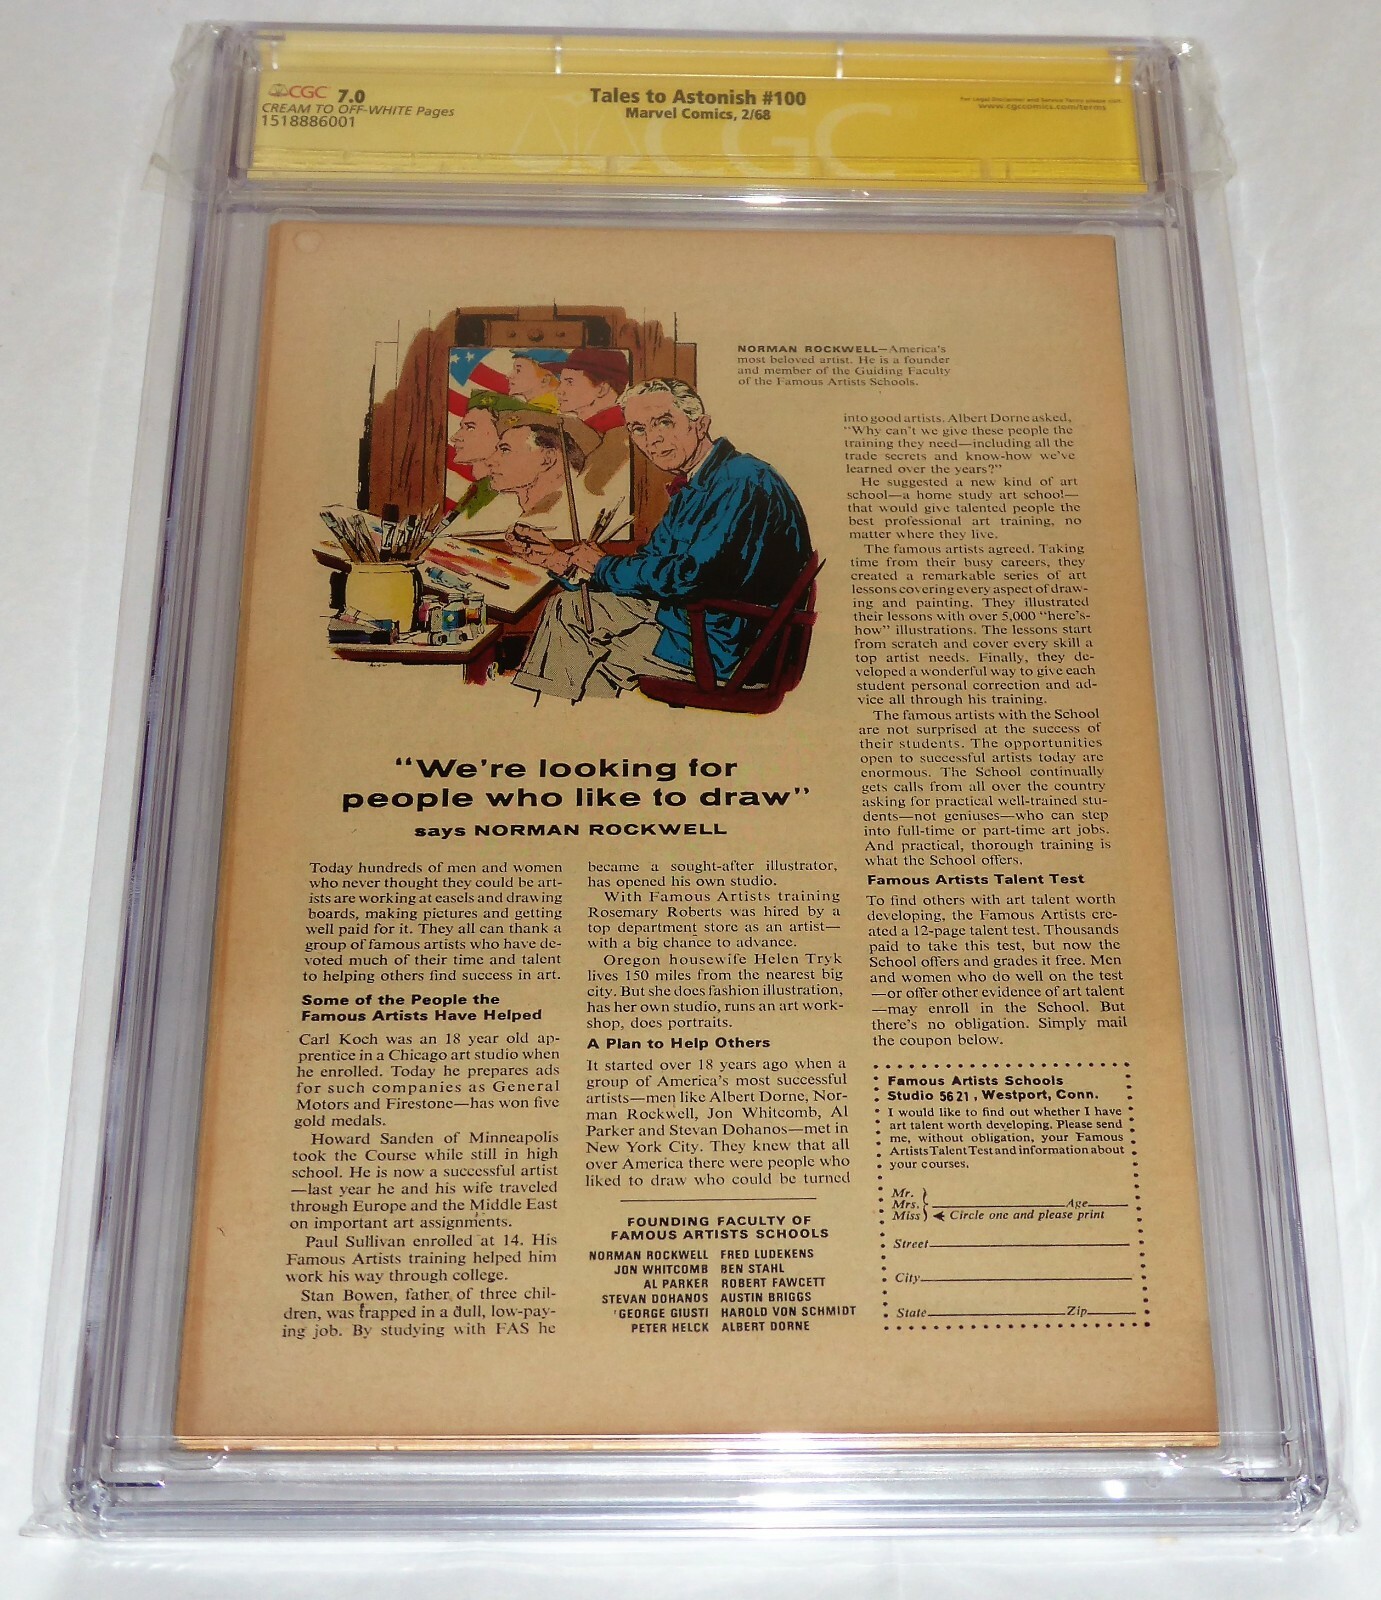 CGC 7.0
CREAM TO OFF-WHITE Pages
1518886001
Tales to Astonish #100
Marvel Comics, 2/68
For Legal Disclaimer and Service Terms please visit:
www.cgccomics.com/terms
CGC
NORMAN ROCKWELL—America's
most beloved artist. He is a founder
and member of the Guiding Faculty
of the Famous Artists Schools.
"We're looking for
people who like to draw"
says NORMAN ROCKWELL
Today hundreds of men and women
who never thought they could be art-
ists are working at easels and drawing
boards, making pictures and getting
well paid for it. They all can thank a
group of famous artists who have de-
voted much of their time and talent
to helping others find success in art.
Some of the People the
Famous Artists Have Helped
Carl Koch was an 18 year old ap-
prentice in a Chicago art studio when
he enrolled. Today he prepares ads
for such companies as General
Motors and Firestone—has won five
gold medals.
Howard Sanden of Minneapolis
took the Course while still in high
school. He is now a successful artist
—last year he and his wife traveled
through Europe and the Middle East
on important art assignments.
Paul Sullivan enrolled at 14. His
Famous Artists training helped him
work his way through college.
Stan Bowen, father of three chil-
dren, was trapped in a dull, low-pay-
ing job. By studying with FAS he
became a sought-after illustrator,
has opened his own studio.
With Famous Artists training
Rosemary Roberts was hired by a
top department store as an artist—
with a big chance to advance.
Oregon housewife Helen Tryk
lives 150 miles from the nearest big
city. But she does fashion illustration,
has her own studio, runs an art work-
shop, does portraits.
A Plan to Help Others
It started over 18 years ago when a
group of America's most successful
artists—men like Albert Dorne, Nor-
man Rockwell, Jon Whitcomb, Al
Parker and Stevan Dohanos—met in
New York City. They knew that all
over America there were people who
liked to draw who could be turned
FOUNDING FACULTY OF
FAMOUS ARTISTS SCHOOLS
NORMAN ROCKWELL FRED LUDEKENS
JON WHITCOMB BEN STAHL
AL PARKER ROBERT FAWCETT
STEVAN DOHANOS AUSTIN BRIGGS
GEORGE GIUSTI HAROLD VON SCHMIDT
PETER HELCK ALBERT DORNE
into good artists. Albert Dorne asked,
"Why can't we give these people the
training they need—including all the
trade secrets and know-how we've
learned over the years?"
He suggested a new kind of art
school—a home study art school—
that would give talented people the
best professional art training, no
matter where they live.
The famous artists agreed. Taking
time from their busy careers, they
created a remarkable series of art
lessons covering every aspect of draw-
ing and painting. They illustrated
their lessons with over 5,000 "here's-
how" illustrations. The lessons start
from scratch and cover every skill a
top artist needs. Finally, they de-
veloped a wonderful way to give each
student personal correction and ad-
vice all through his training.
The famous artists with the School
are not surprised at the success of
their students. The opportunities
open to successful artists today are
enormous. The School continually
gets calls from all over the country
asking for practical well-trained stu-
dents—not geniuses—who can step
into full-time or part-time art jobs.
And practical, thorough training is
what the School offers.
Famous Artists Talent Test
To find others with art talent worth
developing, the Famous Artists cre-
ated a 12-page talent test. Thousands
paid to take this test, but now the
School offers and grades it free. Men
and women who do well on the test
—or offer other evidence of art talent
—may enroll in the School. But
there's no obligation. Simply mail
the coupon below.
Famous Artists Schools
Studio 5621, Westport, Conn.
I would like to find out whether I have
art talent worth developing. Please send
me, without obligation, your Famous
Artists Talent Test and information about
your courses.
Mr.
Mrs. Age
Miss Circle one and please print
Street
City
State Zip